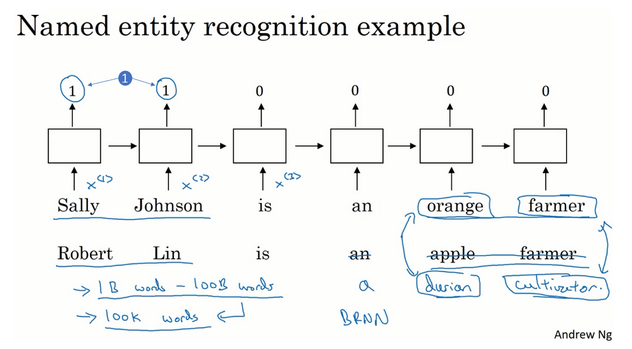 Named entity recognition example
1 1 1 0 0 0 0
x<1> x<2> x<3>
Sally Johnson is an orange farmer
Robert Lin is an apple farmer
→ 1B words - 100B words a durian cultivator.
→ 100k words BRNN
Andrew Ng